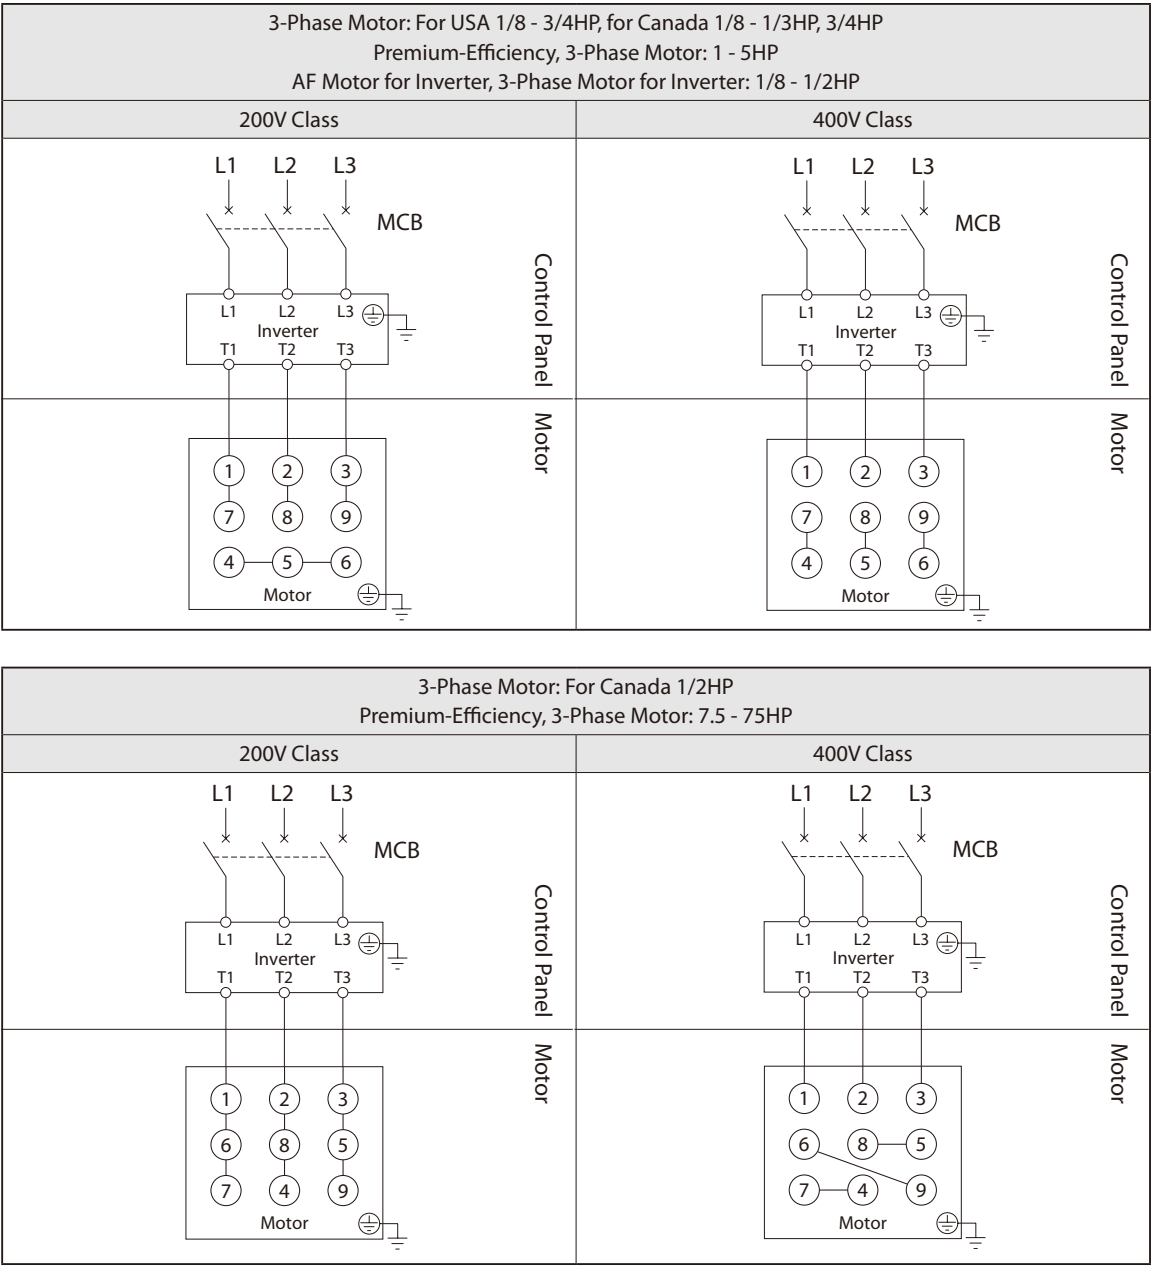 3-Phase Motor: For USA 1/8 - 3/4HP, for Canada 1/8 - 1/3HP, 3/4HP
Premium-Efficiency, 3-Phase Motor: 1 - 5HP
AF Motor for Inverter, 3-Phase Motor for Inverter: 1/8 - 1/2HP
200V Class
L1 L2 L3
MCB
L1 L2 L3
Inverter
T1 T2 T3
Control Panel
Motor
1 2 3
7 8 9
4 5 6
Motor
400V Class
L1 L2 L3
MCB
L1 L2 L3
Inverter
T1 T2 T3
Control Panel
Motor
1 2 3
7 8 9
4 5 6
Motor
3-Phase Motor: For Canada 1/2HP
Premium-Efficiency, 3-Phase Motor: 7.5 - 75HP
200V Class
L1 L2 L3
MCB
L1 L2 L3
Inverter
T1 T2 T3
Control Panel
Motor
1 2 3
6 8 5
7 4 9
Motor
400V Class
L1 L2 L3
MCB
L1 L2 L3
Inverter
T1 T2 T3
Control Panel
Motor
1 2 3
6 8 5
7 4 9
Motor